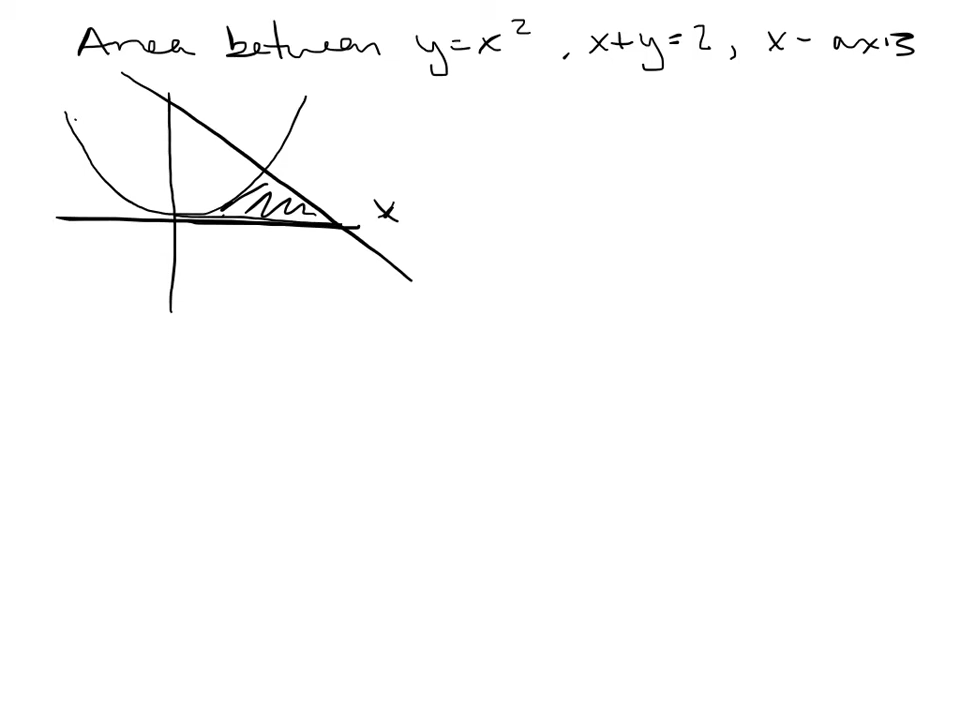 Area between y=x², x+y=2, x-axis
x